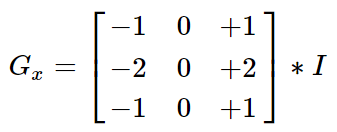 −1 0 +1
G_x = [ −2 0 +2 ] ∗ I
−1 0 +1